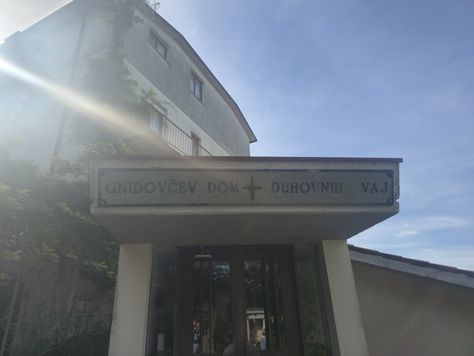 GNIDOVČEV DOM DUHOVNIH VAJ